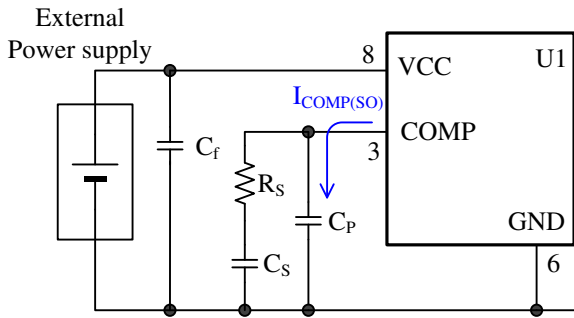 External
Power supply
8
VCC
U1
I_COMP(SO)
COMP
3
C_f
R_S
C_P
C_S
GND
6